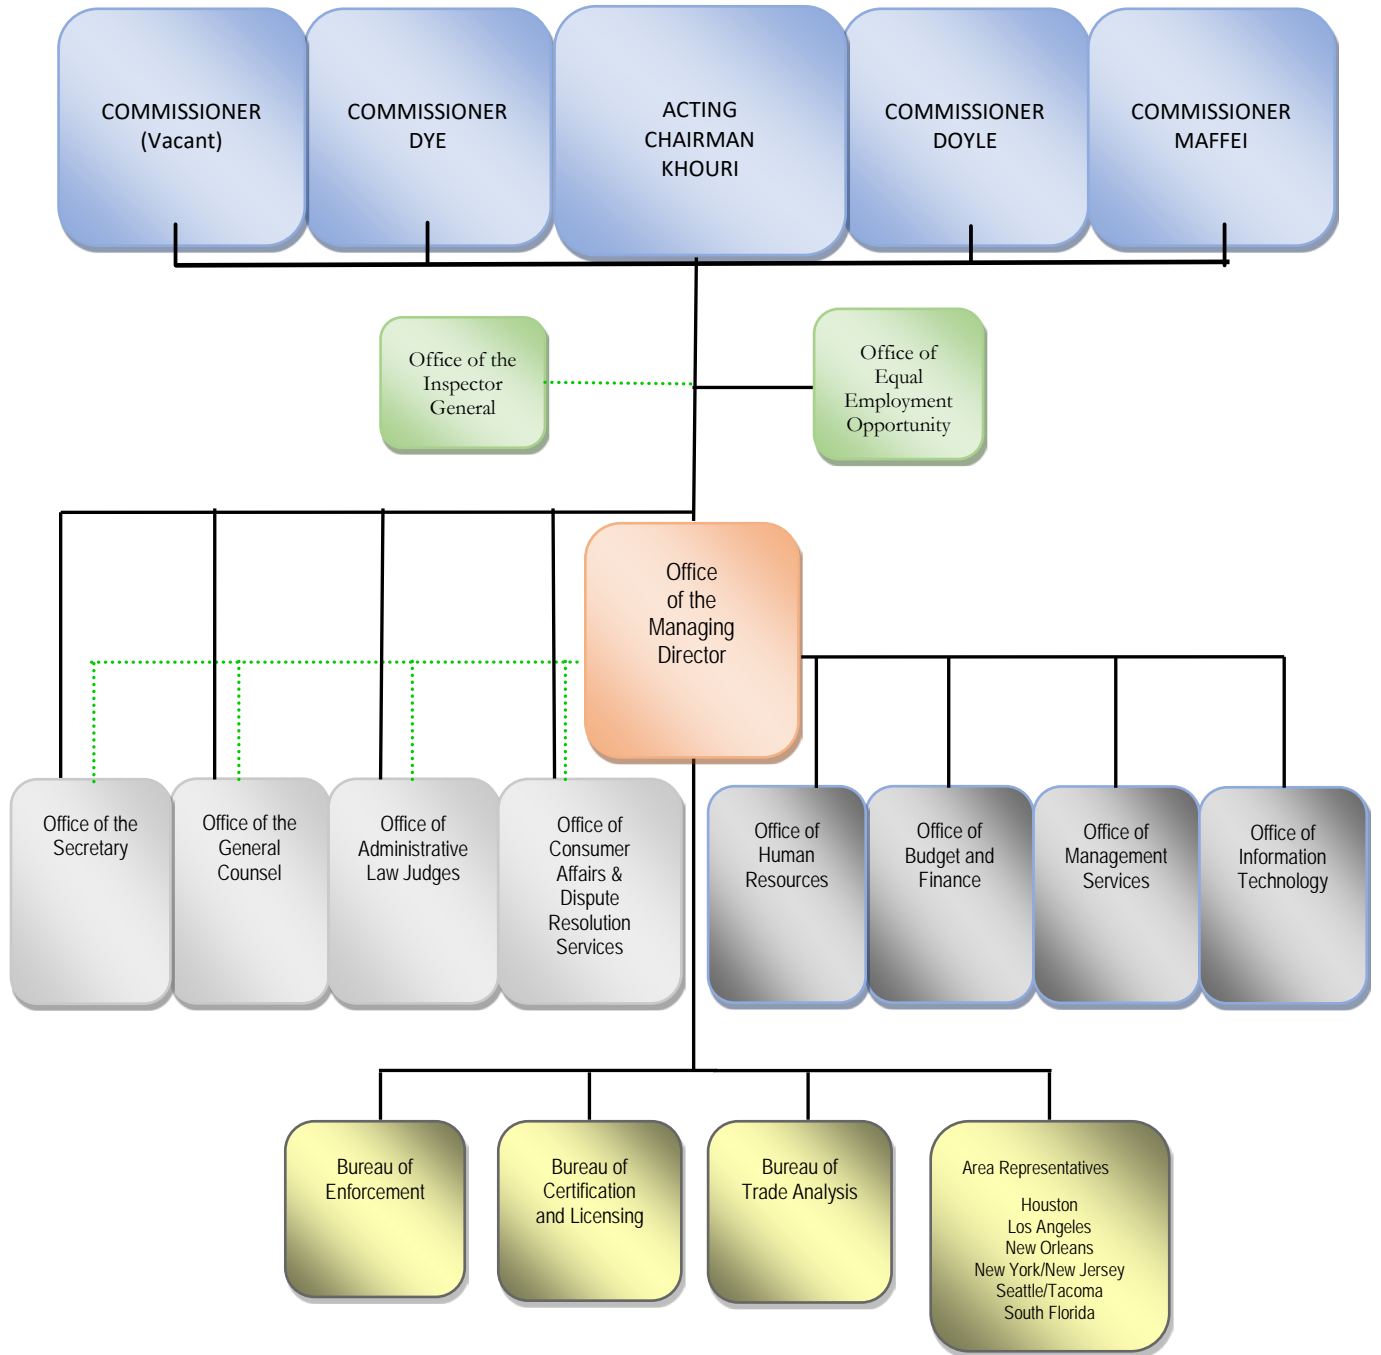 COMMISSIONER
(Vacant)
COMMISSIONER
DYE
ACTING
CHAIRMAN
KHOURI
COMMISSIONER
DOYLE
COMMISSIONER
MAFFEI
Office of the
Inspector
General
Office of
Equal
Employment
Opportunity
Office
of the
Managing
Director
Office of the
Secretary
Office of the
General
Counsel
Office of
Administrative
Law Judges
Office of
Consumer
Affairs &
Dispute
Resolution
Services
Office of
Human
Resources
Office of
Budget and
Finance
Office of
Management
Services
Office of
Information
Technology
Bureau of
Enforcement
Bureau of
Certification
and Licensing
Bureau of
Trade Analysis
Area Representatives
Houston
Los Angeles
New Orleans
New York/New Jersey
Seattle/Tacoma
South Florida